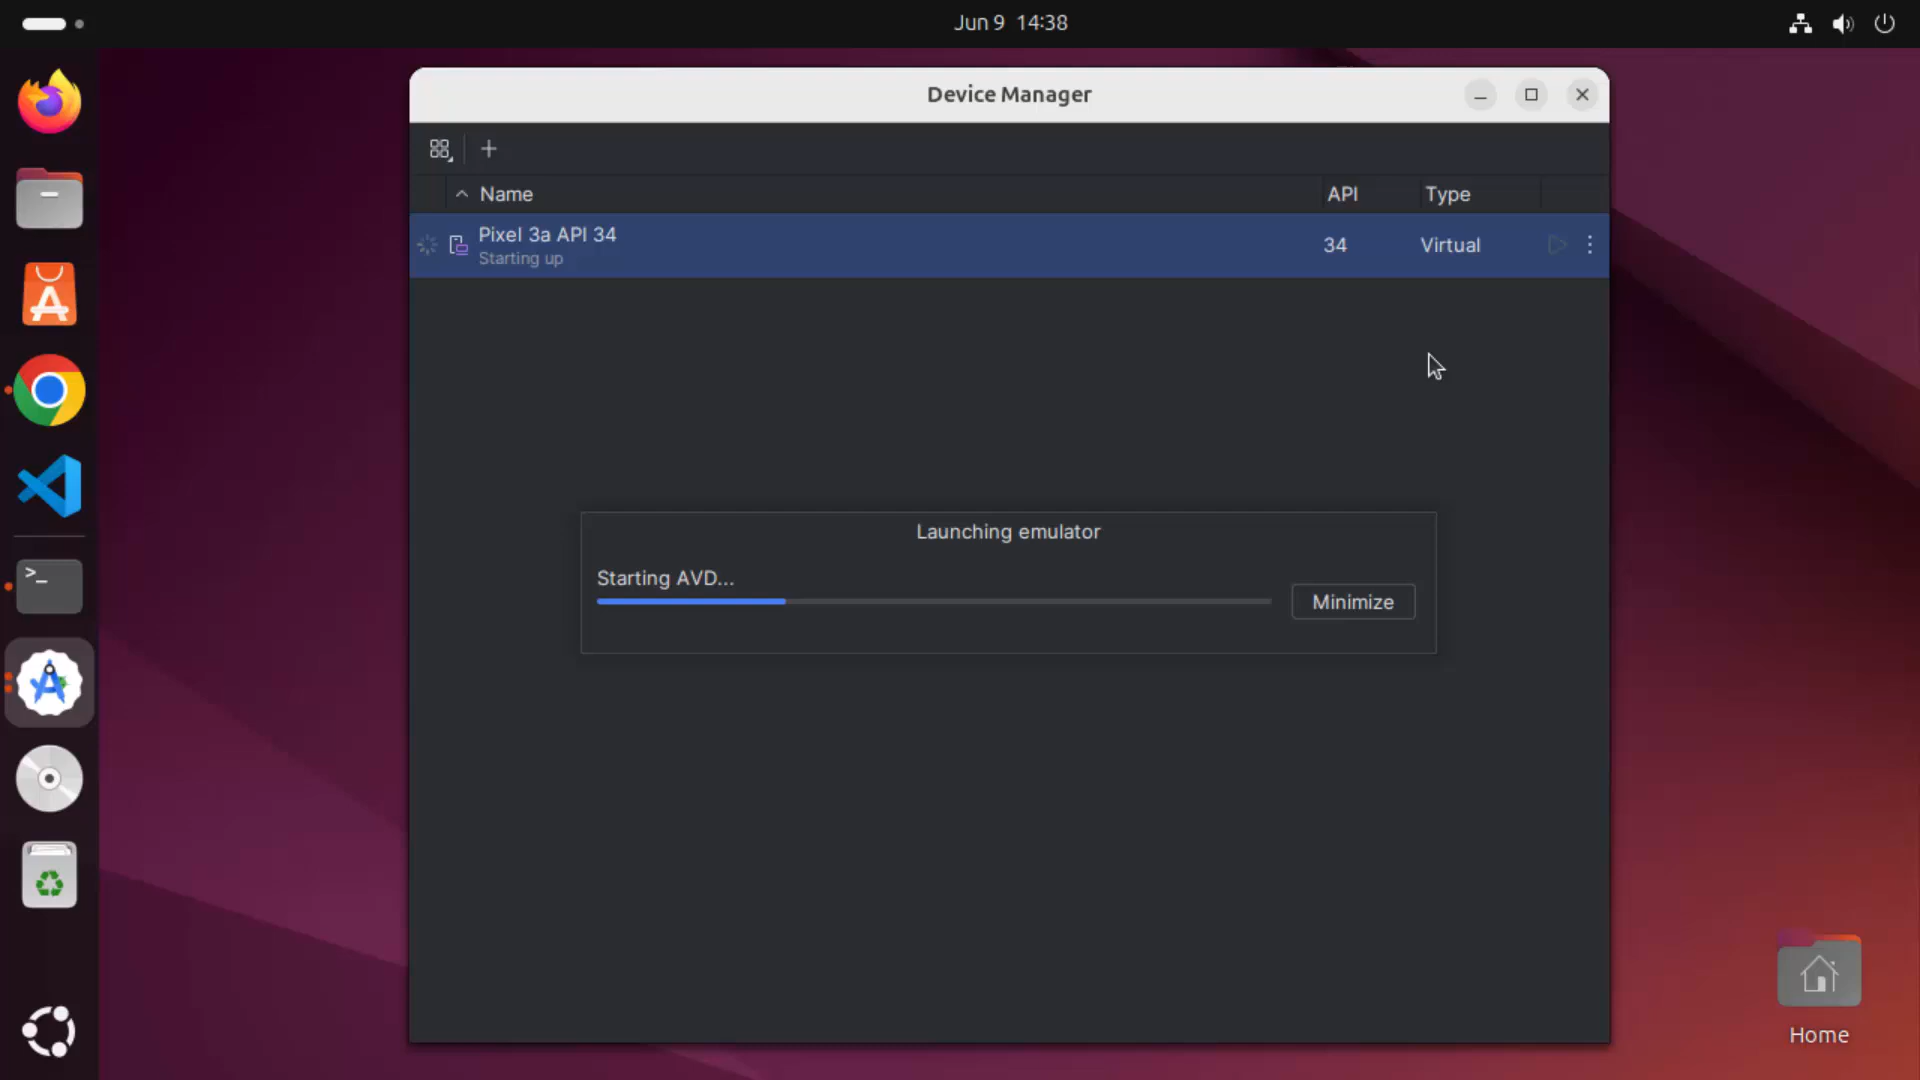 Jun 9 14:38
Device Manager
Name API Type
Pixel 3a API 34
Starting up
34 Virtual
Launching emulator
Starting AVD...
Minimize
Home